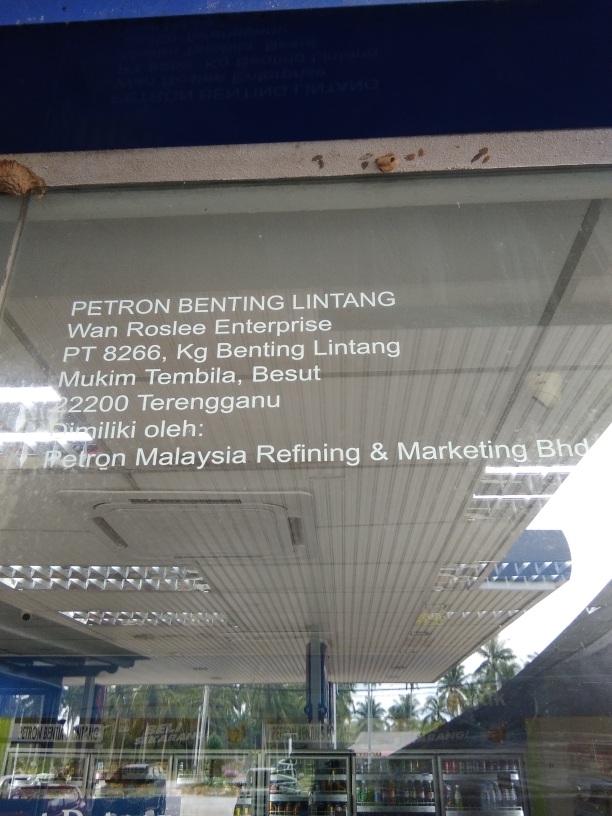 PETRON BENTING LINTANG
Wan Roslee Enterprise
PT 8266, Kg Benting Lintang
Mukim Tembila, Besut
22200 Terengganu
Dimiliki oleh:
Petron Malaysia Refining & Marketing Bhd